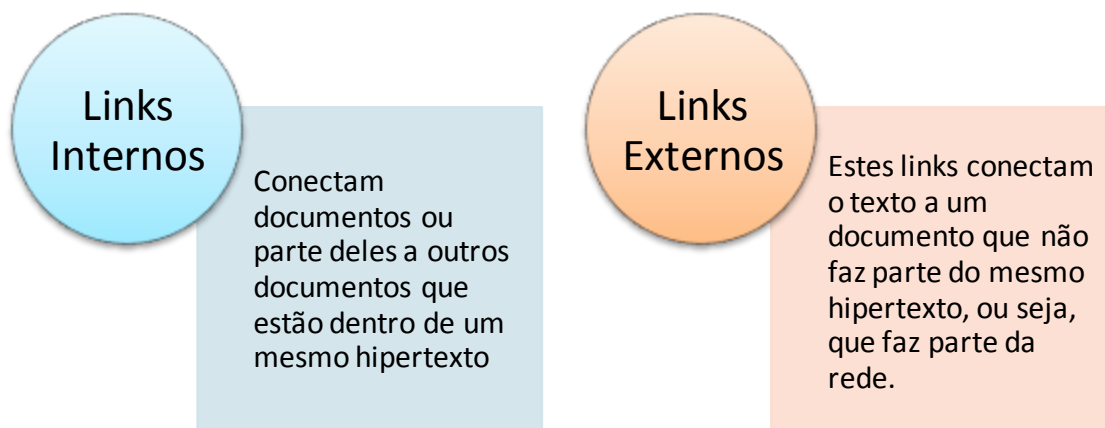 Links
Internos
Conectam
documentos ou
parte deles a outros
documentos que
estão dentro de um
mesmo hipertexto
Links
Externos
Estes links conectam
o texto a um
documento que não
faz parte do mesmo
hipertexto, ou seja,
que faz parte da
rede.